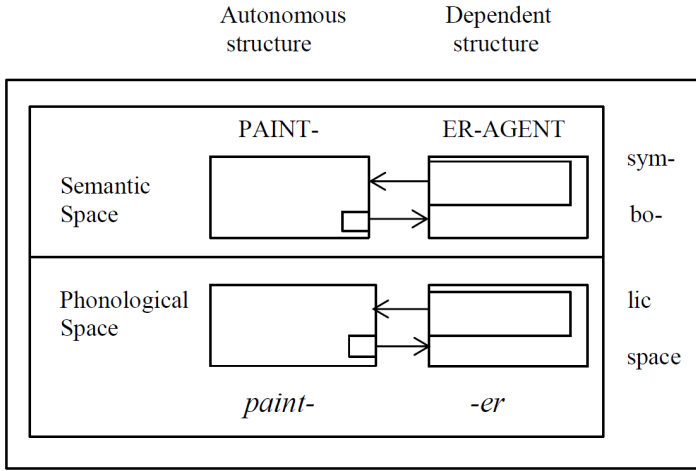 Autonomous structure
Dependent structure
PAINT-
ER-AGENT
Semantic Space
sym-
bo-
Phonological Space
lic
space
paint-
-er